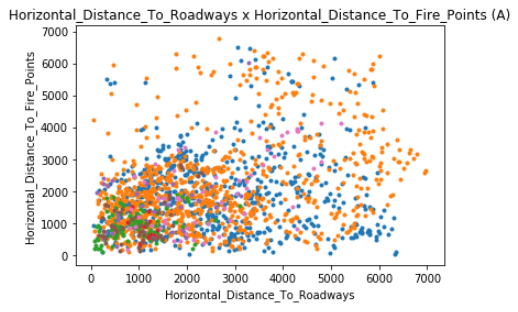 Horizontal_Distance_To_Roadways x Horizontal_Distance_To_Fire_Points (A)
7000
6000
5000
4000
3000
2000
1000
0
Horizontal_Distance_To_Fire_Points
0 1000 2000 3000 4000 5000 6000 7000
Horizontal_Distance_To_Roadways